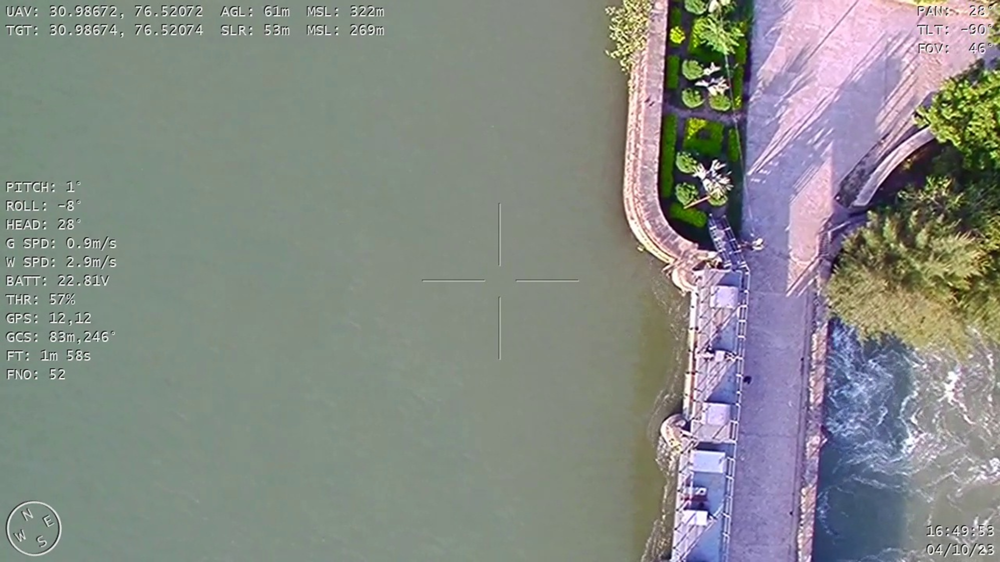 UAV: 30.98672, 76.52072 AGL: 61m MSL: 322m
TGT: 30.98674, 76.52074 SLR: 53m MSL: 269m
PAN: 28°
TLT: -90°
FOV: 46°
PITCH: 1°
ROLL: -8°
HEAD: 28°
G SPD: 0.9m/s
W SPD: 2.9m/s
BATT: 22.81V
THR: 57%
GPS: 12,12
GCS: 83m,246°
FT: 1m 58s
FNO: 52
N
E
W
S
16:49:53
04/10/23